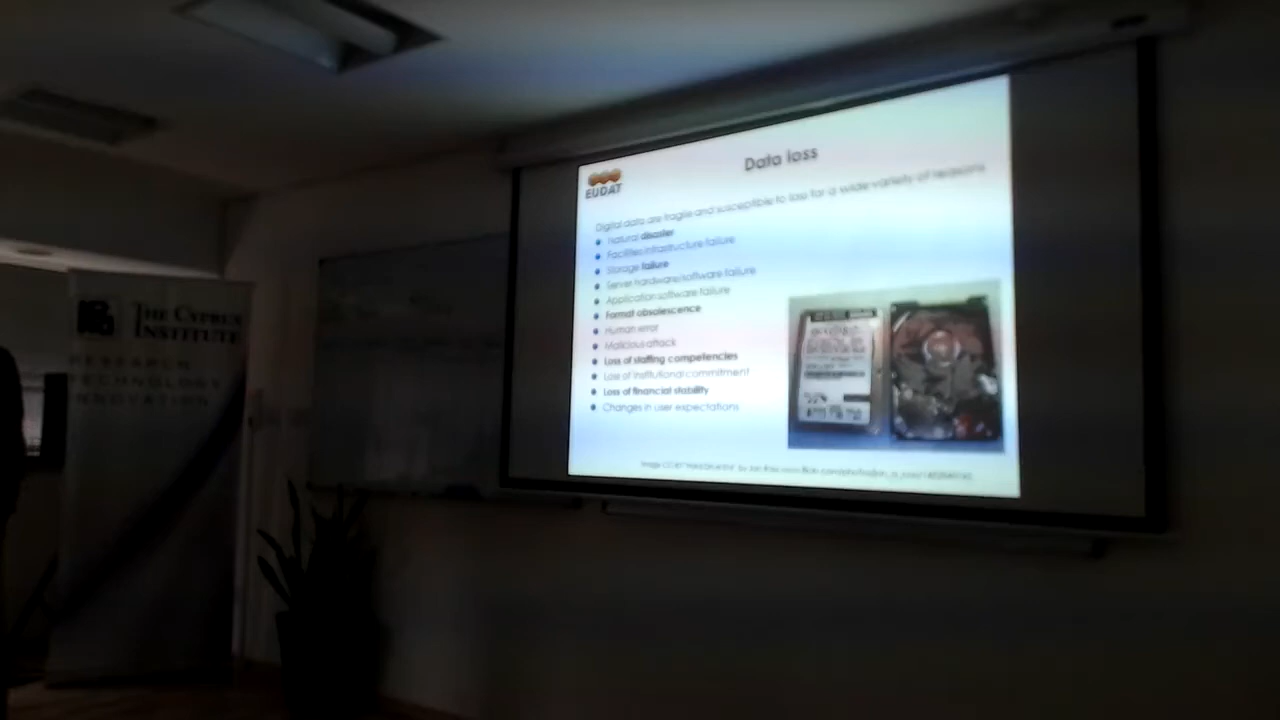 THE CYPRUS
INSTITUTE
RESEARCH
TECHNOLOGY
INNOVATION
EUDAT
Data loss
Digital data are fragile and susceptible to loss for a wide variety of reasons
Natural disaster
Facilities infrastructure failure
Storage failure
Server hardware/software failure
Application software failure
Format obsolescence
Human error
Malicious attack
Loss of staffing competencies
Loss of institutional commitment
Loss of financial stability
Changes in user expectations